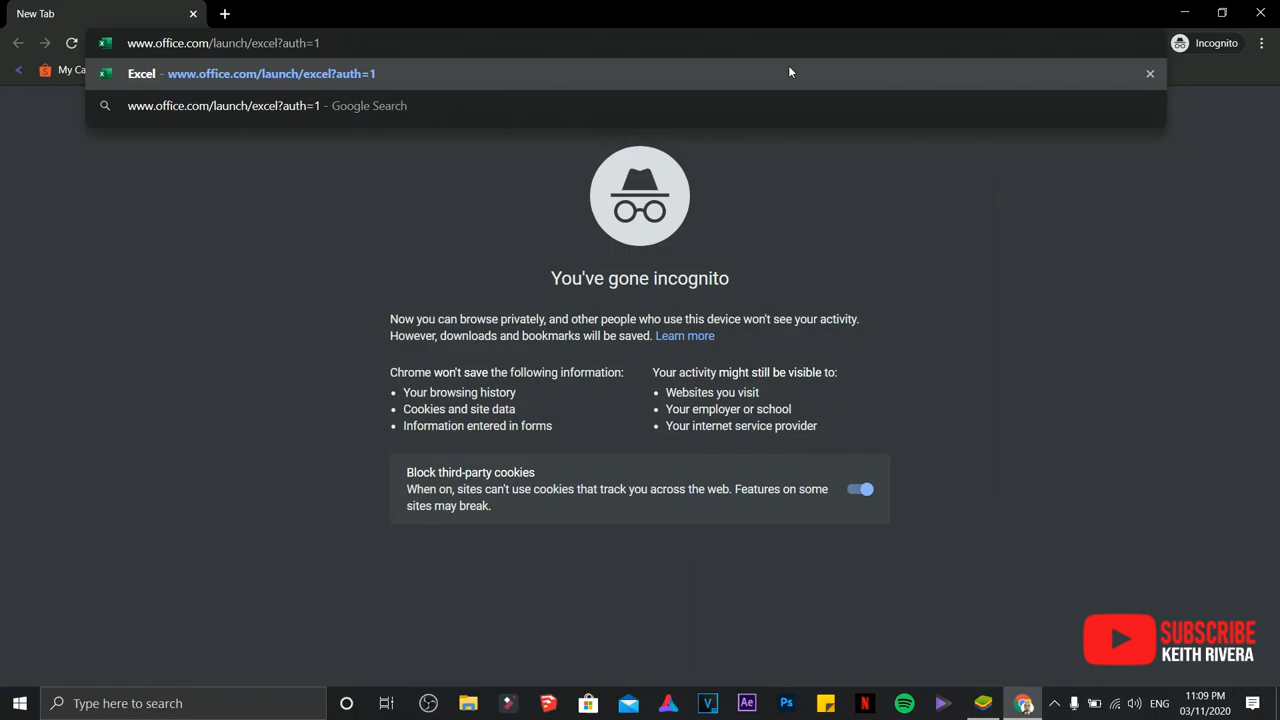 New Tab
www.office.com/launch/excel?auth=1
Incognito
My Ca
Excel - www.office.com/launch/excel?auth=1
www.office.com/launch/excel?auth=1 - Google Search
You've gone incognito
Now you can browse privately, and other people who use this device won't see your activity.
However, downloads and bookmarks will be saved. Learn more
Chrome won't save the following information:
• Your browsing history
• Cookies and site data
• Information entered in forms
Your activity might still be visible to:
• Websites you visit
• Your employer or school
• Your internet service provider
Block third-party cookies
When on, sites can't use cookies that track you across the web. Features on some
sites may break.
SUBSCRIBE
KEITH RIVERA
Type here to search
V
Ae
Ps
N
ENG
11:09 PM
03/11/2020